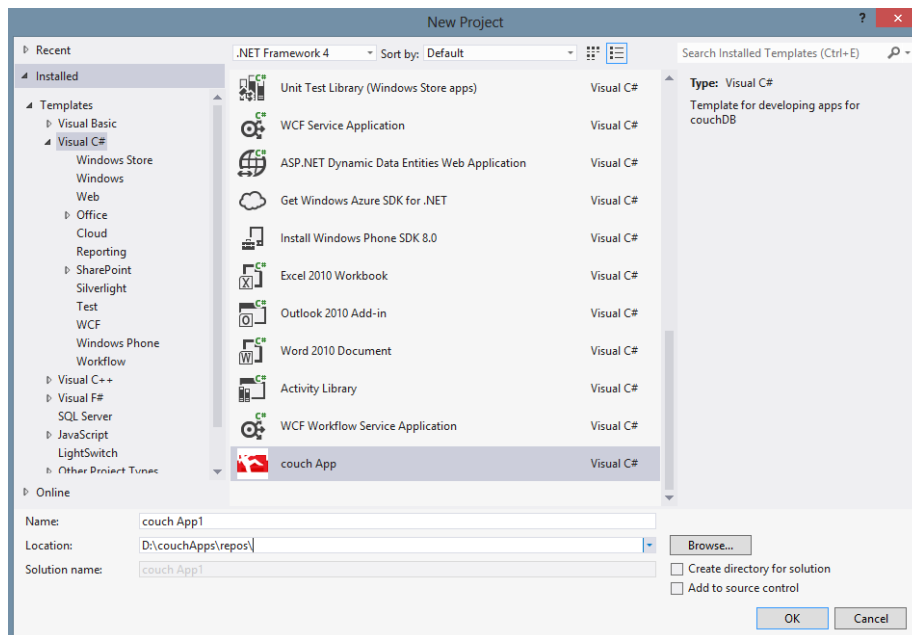 New Project
?
Recent
.NET Framework 4
Sort by:
Default
Search Installed Templates (Ctrl+E)
Installed
Templates
Visual Basic
Visual C#
Windows Store
Windows
Web
Office
Cloud
Reporting
SharePoint
Silverlight
Test
WCF
Windows Phone
Workflow
Visual C++
Visual F#
SQL Server
JavaScript
LightSwitch
Other Project Types
Online
Unit Test Library (Windows Store apps) Visual C#
WCF Service Application Visual C#
ASP.NET Dynamic Data Entities Web Application Visual C#
Get Windows Azure SDK for .NET Visual C#
Install Windows Phone SDK 8.0 Visual C#
Excel 2010 Workbook Visual C#
Outlook 2010 Add-in Visual C#
Word 2010 Document Visual C#
Activity Library Visual C#
WCF Workflow Service Application Visual C#
couch App Visual C#
Type: Visual C#
Template for developing apps for
couchDB
Name: couch App1
Location: D:\couchApps\repos\
Browse...
Solution name: couch App1
Create directory for solution
Add to source control
OK
Cancel